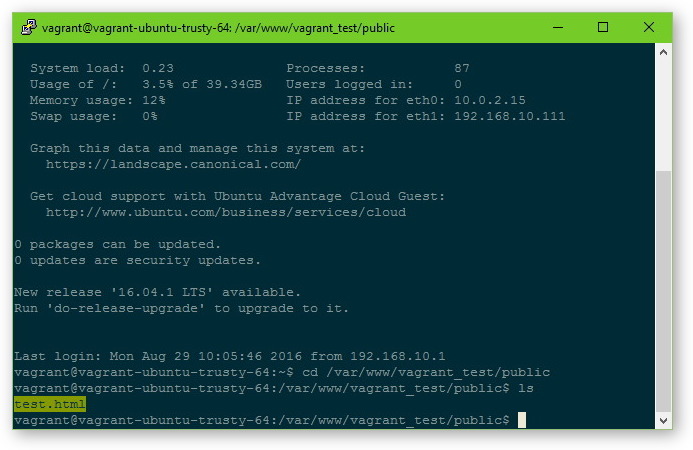 vagrant@vagrant-ubuntu-trusty-64: /var/www/vagrant_test/public
System load:  0.23              Processes:           87
Usage of /:   3.5% of 39.34GB   Users logged in:     0
Memory usage: 12%               IP address for eth0: 10.0.2.15
Swap usage:   0%                IP address for eth1: 192.168.10.111
Graph this data and manage this system at:
https://landscape.canonical.com/
Get cloud support with Ubuntu Advantage Cloud Guest:
http://www.ubuntu.com/business/services/cloud
0 packages can be updated.
0 updates are security updates.
New release '16.04.1 LTS' available.
Run 'do-release-upgrade' to upgrade to it.
Last login: Mon Aug 29 10:05:46 2016 from 192.168.10.1
vagrant@vagrant-ubuntu-trusty-64:~$ cd /var/www/vagrant_test/public
vagrant@vagrant-ubuntu-trusty-64:/var/www/vagrant_test/public$ ls
test.html
vagrant@vagrant-ubuntu-trusty-64:/var/www/vagrant_test/public$